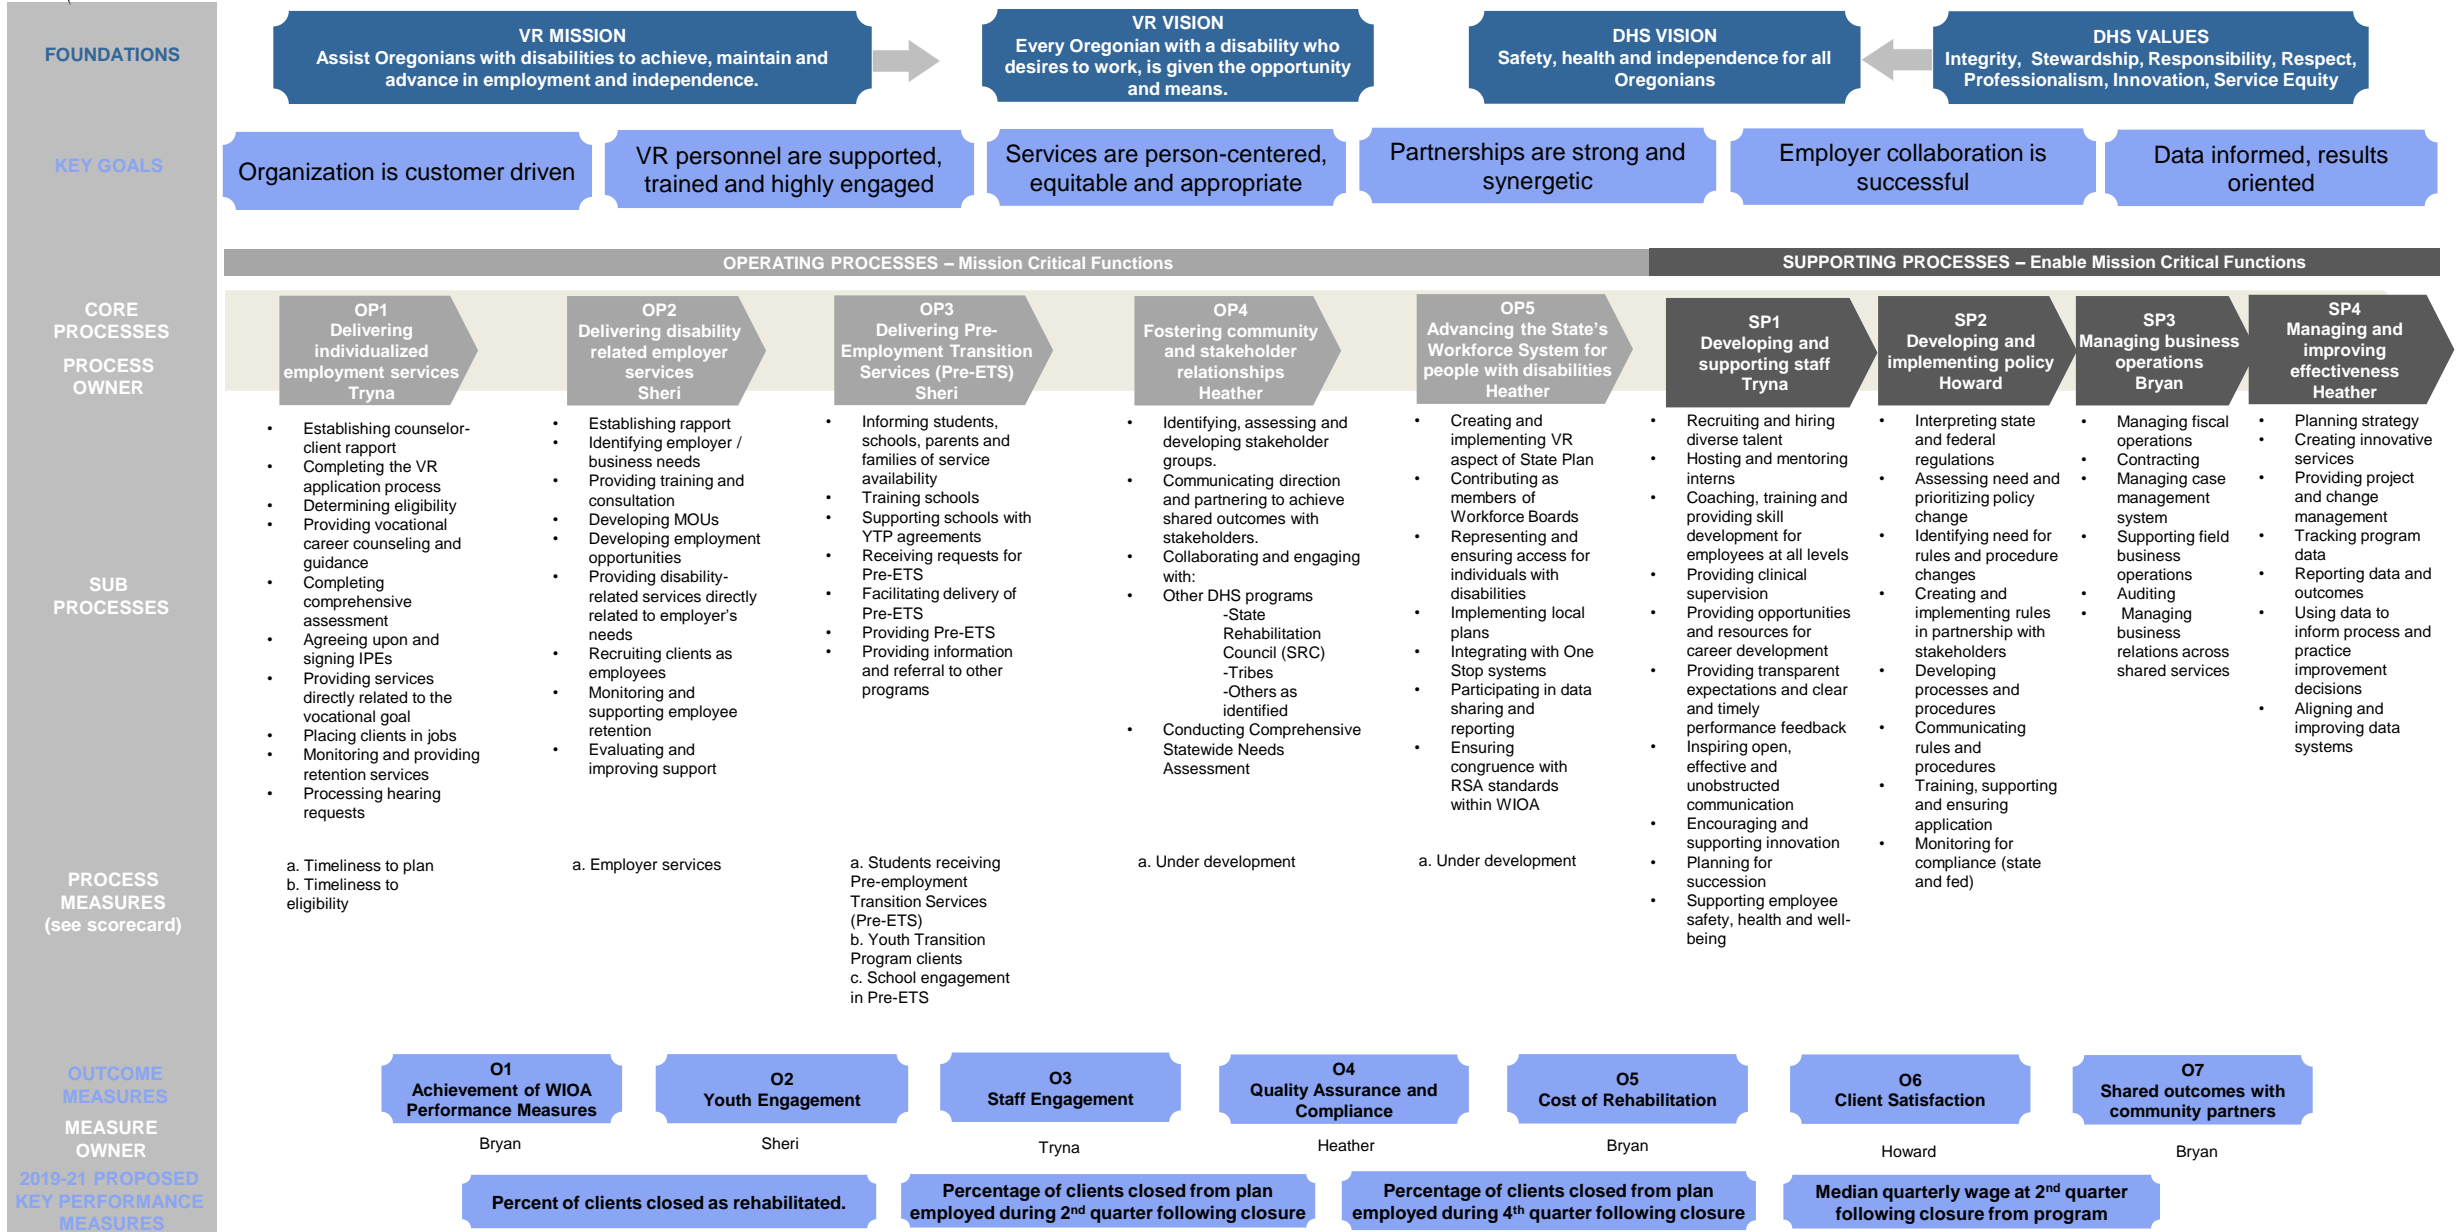 FOUNDATIONS
VR MISSION
Assist Oregonians with disabilities to achieve, maintain and
advance in employment and independence.
VR VISION
Every Oregonian with a disability who
desires to work, is given the opportunity
and means.
DHS VISION
Safety, health and independence for all
Oregonians
DHS VALUES
Integrity, Stewardship, Responsibility, Respect,
Professionalism, Innovation, Service Equity
KEY GOALS
Organization is customer driven
VR personnel are supported,
trained and highly engaged
Services are person-centered,
equitable and appropriate
Partnerships are strong and
synergetic
Employer collaboration is
successful
Data informed, results
oriented
OPERATING PROCESSES – Mission Critical Functions
SUPPORTING PROCESSES – Enable Mission Critical Functions
CORE
PROCESSES
PROCESS
OWNER
OP1
Delivering
individualized
employment services
Tryna
OP2
Delivering disability
related employer
services
Sheri
OP3
Delivering Pre-
Employment Transition
Services (Pre-ETS)
Sheri
OP4
Fostering community
and stakeholder
relationships
Heather
OP5
Advancing the State's
Workforce System for
people with disabilities
Heather
SP1
Developing and
supporting staff
Tryna
SP2
Developing and
implementing policy
Howard
SP3
Managing business
operations
Bryan
SP4
Managing and
improving
effectiveness
Heather
SUB
PROCESSES
• Establishing counselor-
client rapport
• Completing the VR
application process
• Determining eligibility
• Providing vocational
career counseling and
guidance
• Completing
comprehensive
assessment
• Agreeing upon and
signing IPEs
• Providing services
directly related to the
vocational goal
• Placing clients in jobs
• Monitoring and providing
retention services
• Processing hearing
requests
• Establishing rapport
• Identifying employer /
business needs
• Providing training and
consultation
• Developing MOUs
• Developing employment
opportunities
• Providing disability-
related services directly
related to employer's
needs
• Recruiting clients as
employees
• Monitoring and
supporting employee
retention
• Evaluating and
improving support
• Informing students,
schools, parents and
families of service
availability
• Training schools
• Supporting schools with
YTP agreements
• Receiving requests for
Pre-ETS
• Facilitating delivery of
Pre-ETS
• Providing Pre-ETS
• Providing information
and referral to other
programs
• Identifying, assessing and
developing stakeholder
groups.
• Communicating direction
and partnering to achieve
shared outcomes with
stakeholders.
• Collaborating and engaging
with:
• Other DHS programs
-State
Rehabilitation
Council (SRC)
-Tribes
-Others as
identified
• Conducting Comprehensive
Statewide Needs
Assessment
• Creating and
implementing VR
aspect of State Plan
• Contributing as
members of
Workforce Boards
• Representing and
ensuring access for
individuals with
disabilities
• Implementing local
plans
• Integrating with One
Stop systems
• Participating in data
sharing and
reporting
• Ensuring
congruence with
RSA standards
within WIOA
• Recruiting and hiring
diverse talent
• Hosting and mentoring
interns
• Coaching, training and
providing skill
development for
employees at all levels
• Providing clinical
supervision
• Providing opportunities
and resources for
career development
• Providing transparent
expectations and clear
and timely
performance feedback
• Inspiring open,
effective and
unobstructed
communication
• Encouraging and
supporting innovation
• Planning for
succession
• Supporting employee
safety, health and well-
being
• Interpreting state
and federal
regulations
• Assessing need and
prioritizing policy
change
• Identifying need for
rules and procedure
changes
• Creating and
implementing rules
in partnership with
stakeholders
• Developing
processes and
procedures
• Communicating
rules and
procedures
• Training, supporting
and ensuring
application
• Monitoring for
compliance (state
and fed)
• Managing fiscal
operations
• Contracting
• Managing case
management
system
• Supporting field
business
operations
• Auditing
• Managing
business
relations across
shared services
• Planning strategy
• Creating innovative
services
• Providing project
and change
management
• Tracking program
data
• Reporting data and
outcomes
• Using data to
inform process and
practice
improvement
decisions
• Aligning and
improving data
systems
PROCESS
MEASURES
(see scorecard)
a. Timeliness to plan
b. Timeliness to
eligibility
a. Employer services
a. Students receiving
Pre-employment
Transition Services
(Pre-ETS)
b. Youth Transition
Program clients
c. School engagement
in Pre-ETS
a. Under development
a. Under development
OUTCOME
MEASURES
MEASURE
OWNER
O1
Achievement of WIOA
Performance Measures
Bryan
O2
Youth Engagement
Sheri
O3
Staff Engagement
Tryna
O4
Quality Assurance and
Compliance
Heather
O5
Cost of Rehabilitation
Bryan
O6
Client Satisfaction
Howard
O7
Shared outcomes with
community partners
Bryan
2019-21 PROPOSED
KEY PERFORMANCE
MEASURES
Percent of clients closed as rehabilitated.
Percentage of clients closed from plan
employed during 2nd quarter following closure
Percentage of clients closed from plan
employed during 4th quarter following closure
Median quarterly wage at 2nd quarter
following closure from program